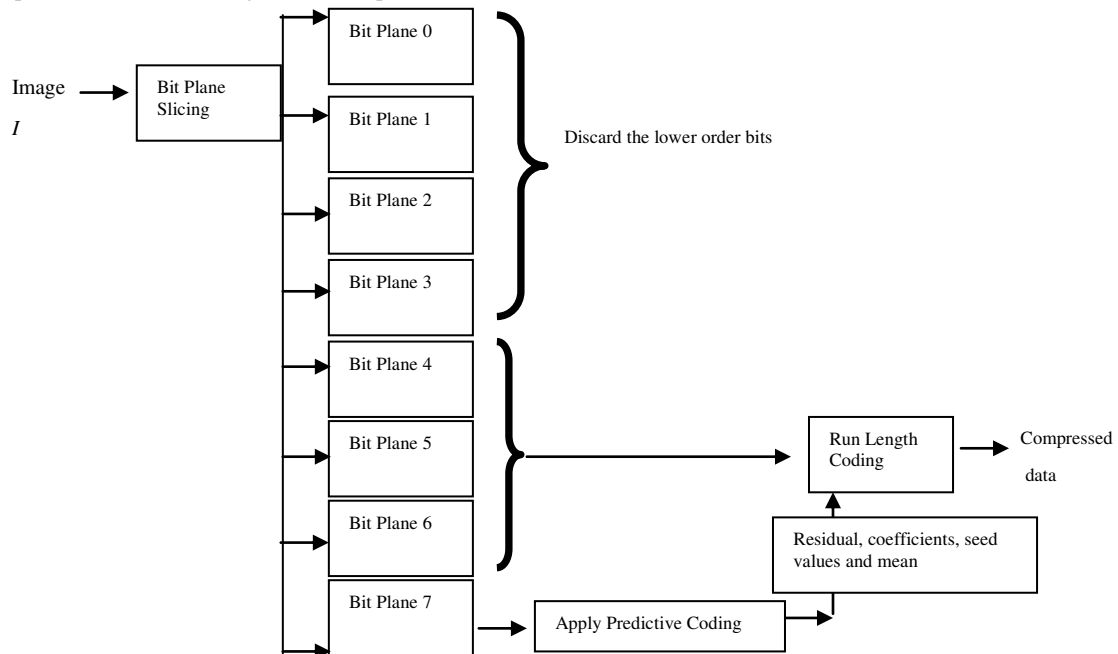 Image
I
Bit Plane
Slicing
Bit Plane 0
Bit Plane 1
Bit Plane 2
Bit Plane 3
Discard the lower order bits
Bit Plane 4
Bit Plane 5
Bit Plane 6
Bit Plane 7
Apply Predictive Coding
Residual, coefficients, seed
values and mean
Run Length
Coding
Compressed
data